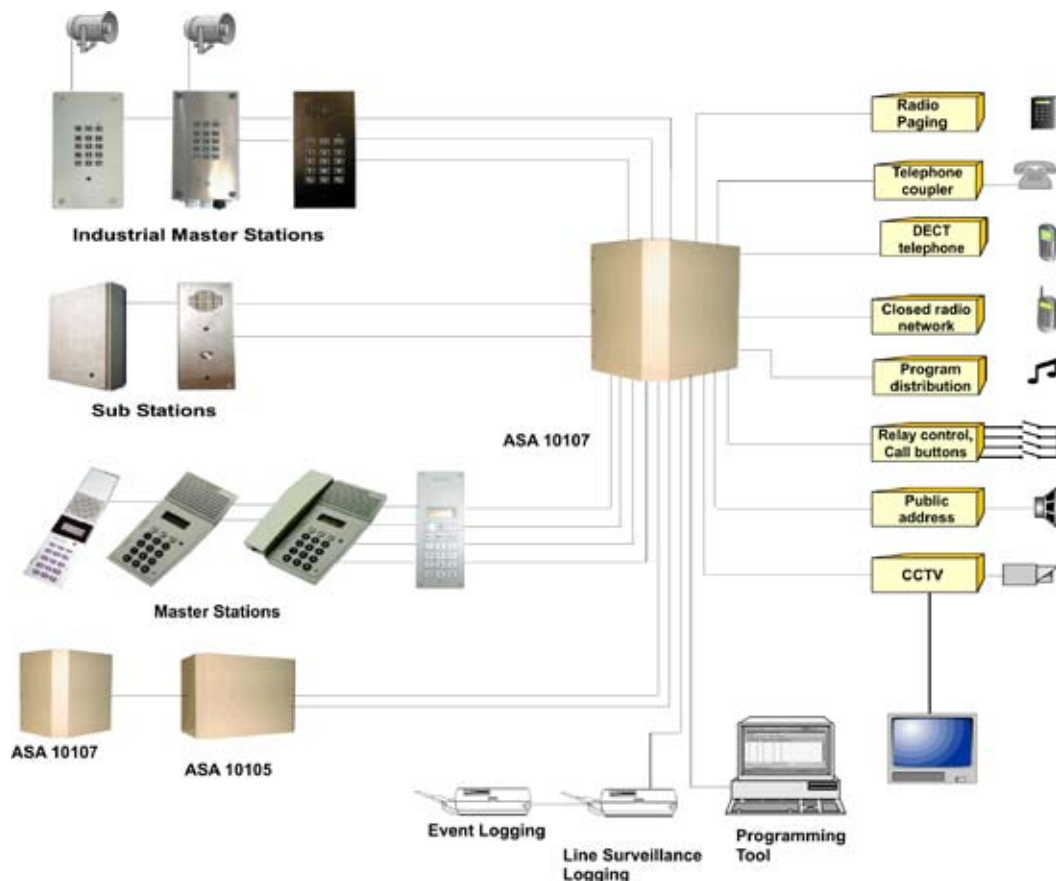 Radio
Paging
Telephone
coupler
Industrial Master Stations
DECT
telephone
Closed radio
network
Program
distribution
Sub Stations
ASA 10107
Relay control,
Call buttons
Public
address
CCTV
Master Stations
ASA 10107
ASA 10105
Event Logging
Line Surveillance
Logging
Programming
Tool